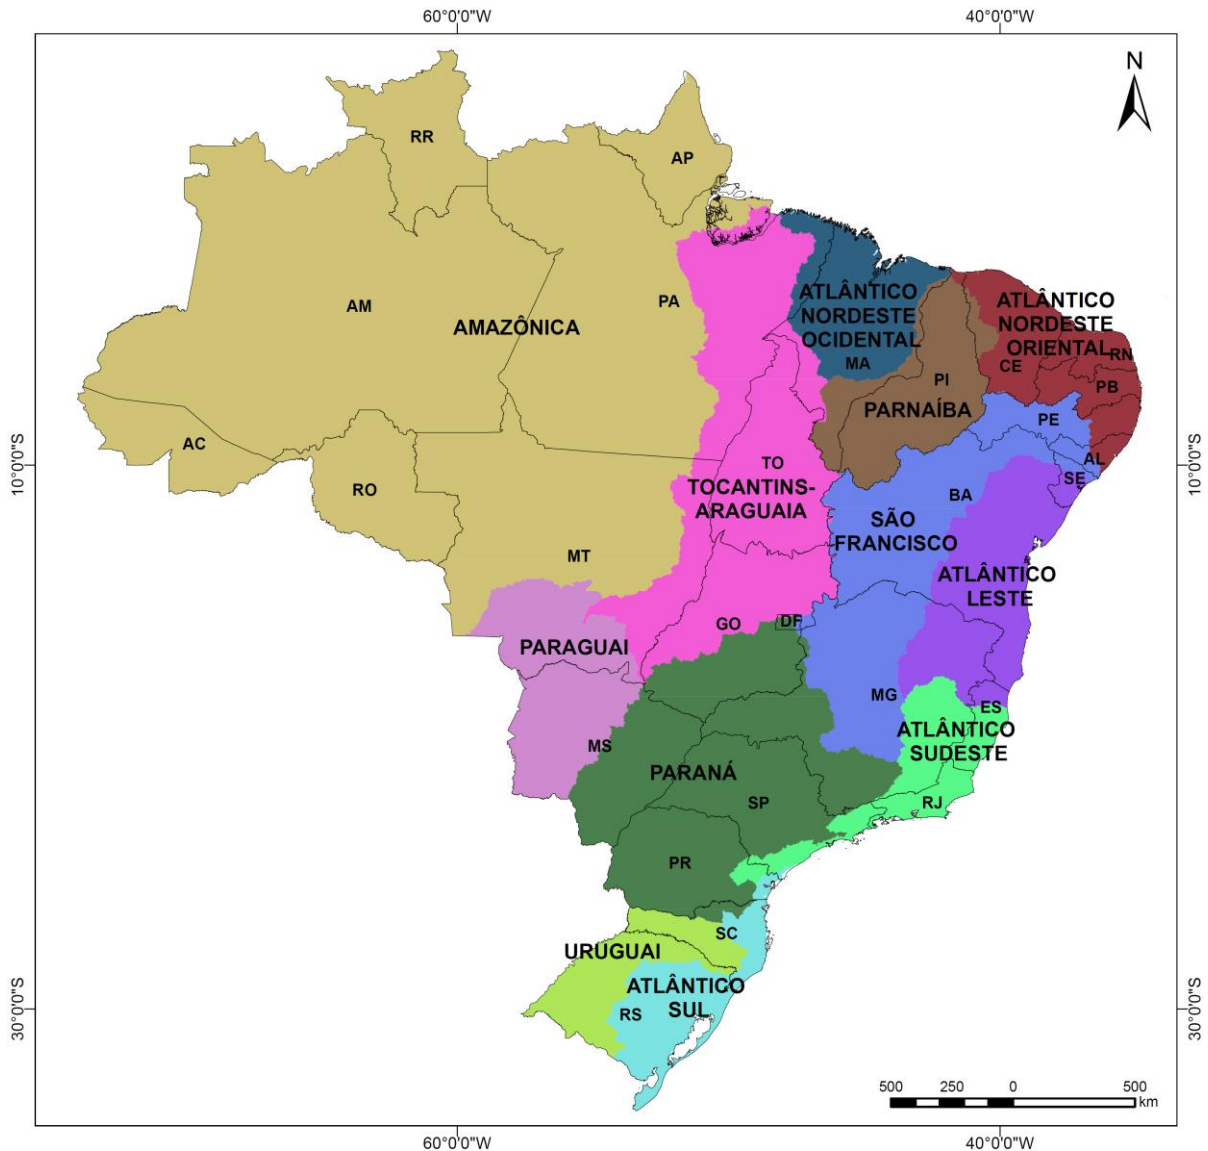 60°0'0"W
40°0'0"W
N
RR
AP
AM
PA
AMAZÔNICA
ATLÂNTICO
NORDESTE
OCIDENTAL
MA
ATLÂNTICO
NORDESTE
ORIENTAL
RN
CE
PB
PI
PARNAÍBA
PE
AC
AL
10°0'0"S
10°0'0"S
RO
TO
TOCANTINS-
ARAGUAIA
SE
BA
SÃO
FRANCISCO
MT
ATLÂNTICO
LESTE
GO
DF
PARAGUAI
MG
ES
ATLÂNTICO
SUDESTE
MS
PARANÁ
SP
RJ
PR
SC
URUGUAI
ATLÂNTICO
SUL
RS
30°0'0"S
30°0'0"S
500 250 0 500
km
60°0'0"W
40°0'0"W